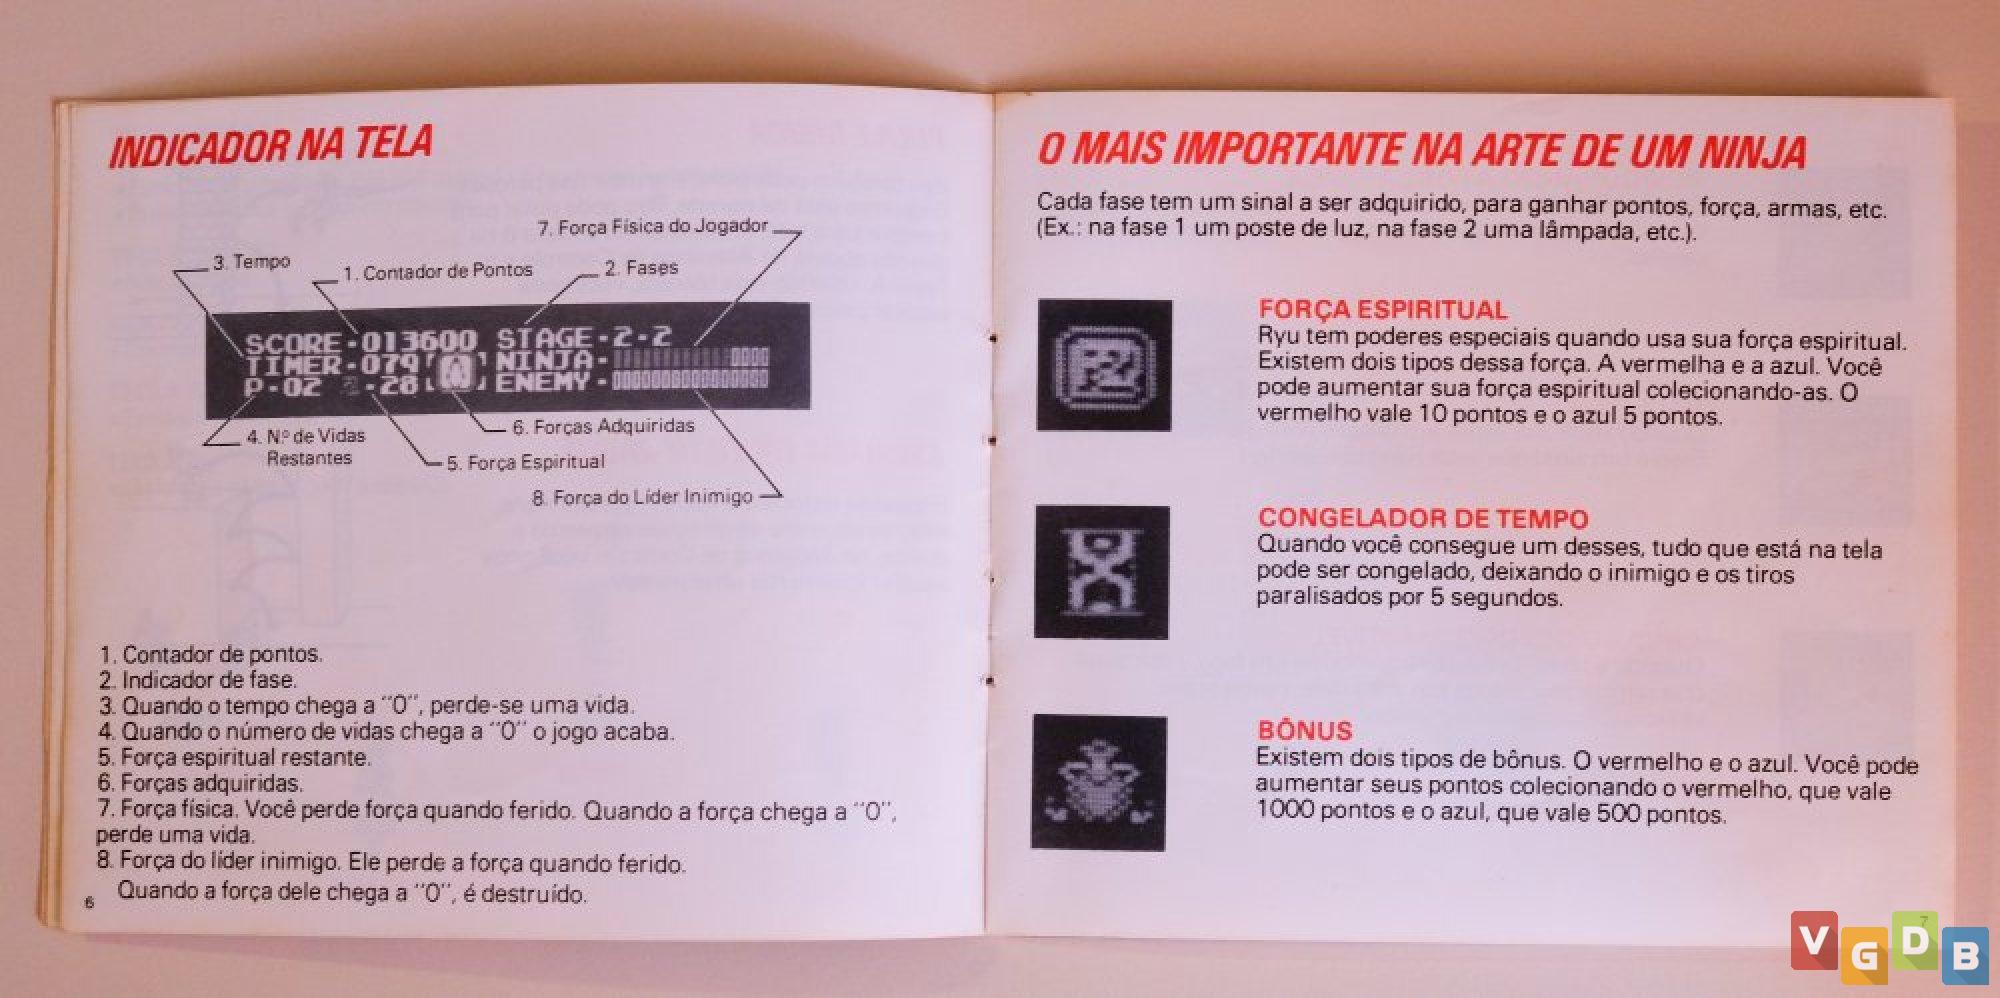 INDICADOR NA TELA
7. Força Física do Jogador
3. Tempo
1. Contador de Pontos
2. Fases
SCORE-013600 STAGE-2-2
TIMER-079 NINJA-
P-02 -28 ENEMY-
4. N.º de Vidas
Restantes
6. Forças Adquiridas
5. Força Espiritual
8. Força do Líder Inimigo
1. Contador de pontos.
2. Indicador de fase.
3. Quando o tempo chega a "0", perde-se uma vida.
4. Quando o número de vidas chega a "0" o jogo acaba.
5. Força espiritual restante.
6. Forças adquiridas.
7. Força física. Você perde força quando ferido. Quando a força chega a "0",
perde uma vida.
8. Força do líder inimigo. Ele perde a força quando ferido.
Quando a força dele chega a "0", é destruído.
6
O MAIS IMPORTANTE NA ARTE DE UM NINJA
Cada fase tem um sinal a ser adquirido, para ganhar pontos, força, armas, etc.
(Ex.: na fase 1 um poste de luz, na fase 2 uma lâmpada, etc.).
FORÇA ESPIRITUAL
Ryu tem poderes especiais quando usa sua força espiritual.
Existem dois tipos dessa força. A vermelha e a azul. Você
pode aumentar sua força espiritual colecionando-as. O
vermelho vale 10 pontos e o azul 5 pontos.
CONGELADOR DE TEMPO
Quando você consegue um desses, tudo que está na tela
pode ser congelado, deixando o inimigo e os tiros
paralisados por 5 segundos.
BÔNUS
Existem dois tipos de bônus. O vermelho e o azul. Você pode
aumentar seus pontos colecionando o vermelho, que vale
1000 pontos e o azul, que vale 500 pontos.
7
VGDB